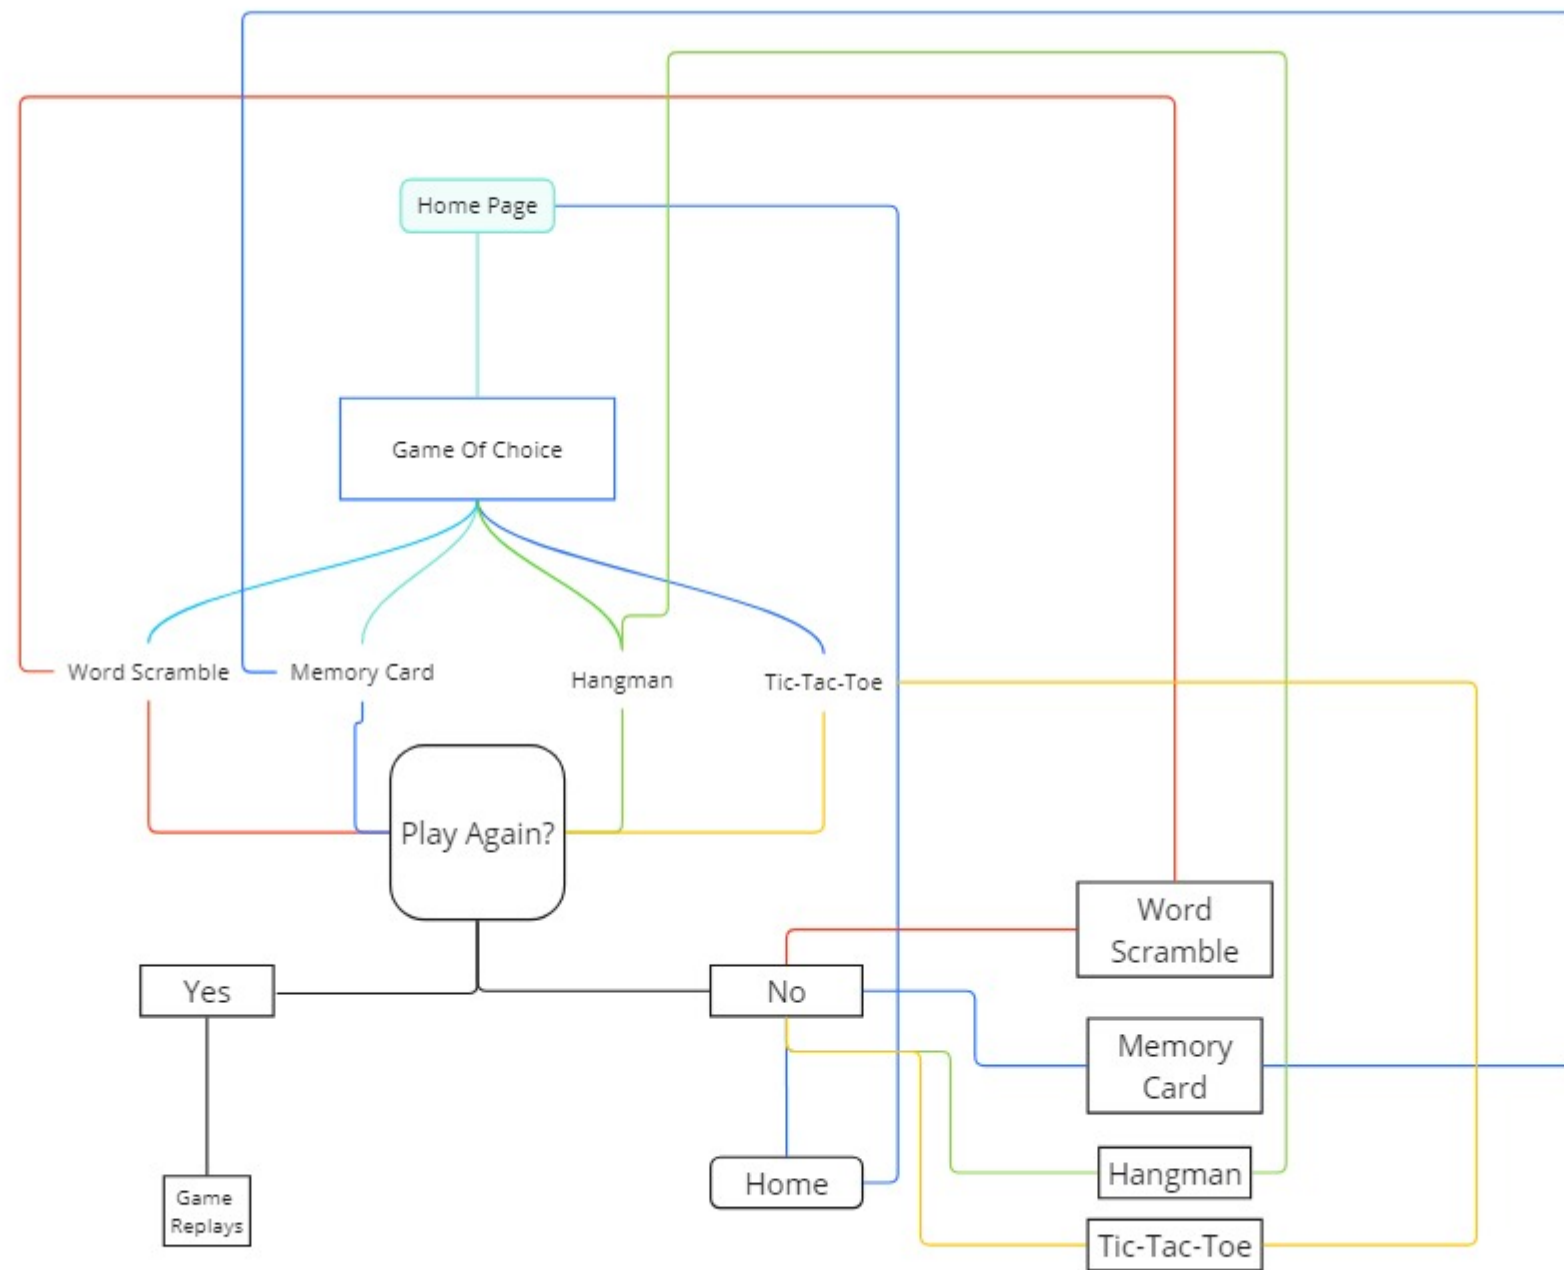 Home Page
Game Of Choice
Word Scramble
Memory Card
Hangman
Tic-Tac-Toe
Play Again?
Yes
No
Word
Scramble
Memory
Card
Hangman
Tic-Tac-Toe
Home
Game
Replays